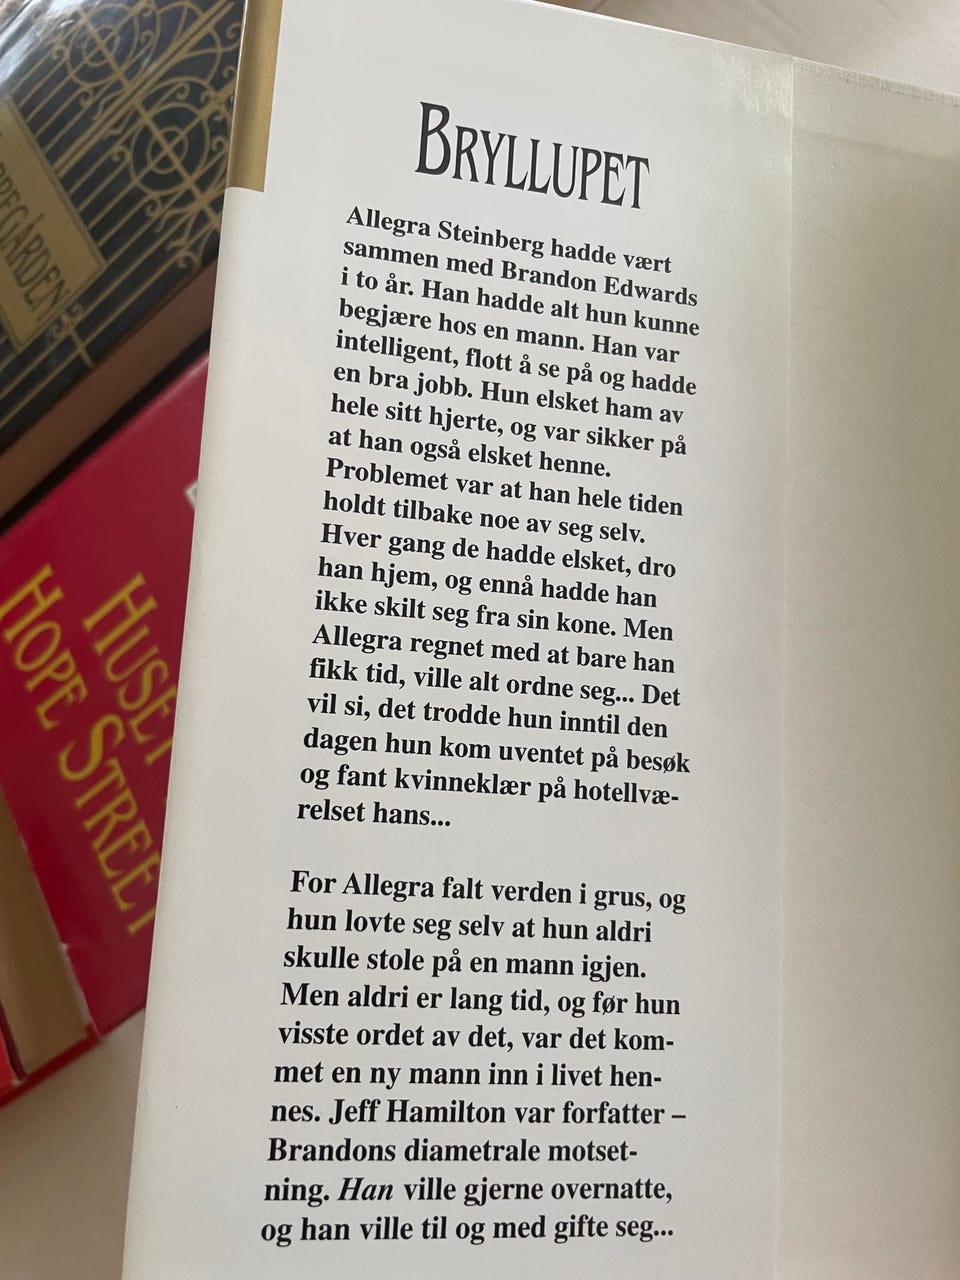 BRYLLUPET
Allegra Steinberg hadde vært
sammen med Brandon Edwards
i to år. Han hadde alt hun kunne
begjære hos en mann. Han var
intelligent, flott å se på og hadde
en bra jobb. Hun elsket ham av
hele sitt hjerte, og var sikker på
at han også elsket henne.
Problemet var at han hele tiden
holdt tilbake noe av seg selv.
Hver gang de hadde elsket, dro
han hjem, og ennå hadde han
ikke skilt seg fra sin kone. Men
Allegra regnet med at bare han
fikk tid, ville alt ordne seg... Det
vil si, det trodde hun inntil den
dagen hun kom uventet på besøk
og fant kvinneklær på hotellvæ-
relset hans...
For Allegra falt verden i grus, og
hun lovte seg selv at hun aldri
skulle stole på en mann igjen.
Men aldri er lang tid, og før hun
visste ordet av det, var det kom-
met en ny mann inn i livet hen-
nes. Jeff Hamilton var forfatter –
Brandons diametrale motset-
ning. Han ville gjerne overnatte,
og han ville til og med gifte seg...
HUSET
HOPE STREET